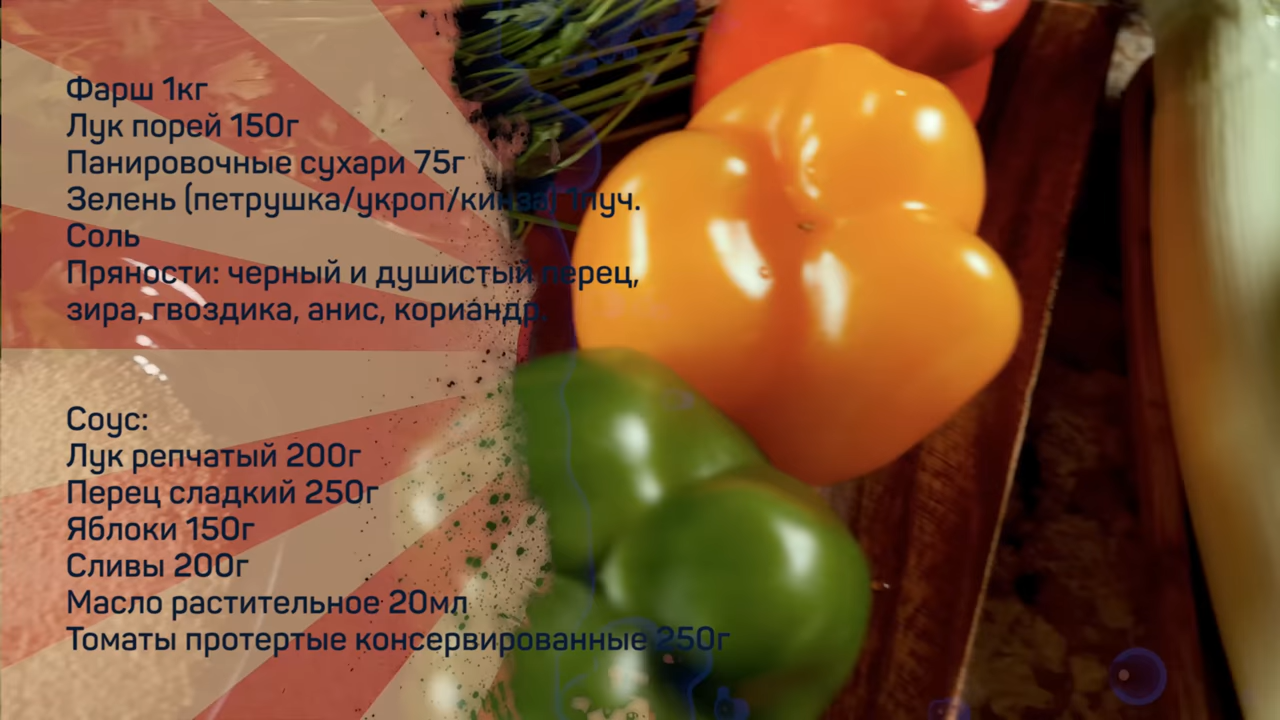 Фарш 1кг
Лук порей 150г
Панировочные сухари 75г
Зелень (петрушка/укроп/кинза) 1пуч.
Соль
Пряности: черный и душистый перец,
зира, гвоздика, анис, кориандр.
Соус:
Лук репчатый 200г
Перец сладкий 250г
Яблоки 150г
Сливы 200г
Масло растительное 20мл
Томаты протертые консервированные 250г